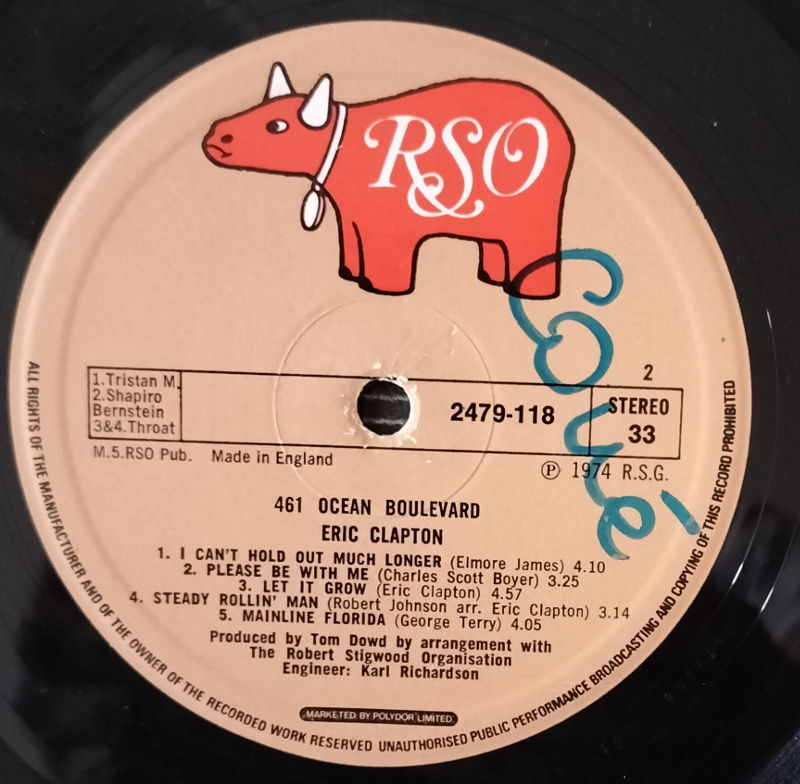 RSO
Coué
2
1.Tristan M.
2.Shapiro
Bernstein
3&4.Throat
2479-118
STEREO
33
M.5.RSO Pub. Made in England
Ⓟ 1974 R.S.G.
461 OCEAN BOULEVARD
ERIC CLAPTON
1. I CAN'T HOLD OUT MUCH LONGER (Elmore James) 4.10
2. PLEASE BE WITH ME (Charles Scott Boyer) 3.25
3. LET IT GROW (Eric Clapton) 4.57
4. STEADY ROLLIN' MAN (Robert Johnson arr. Eric Clapton) 3.14
5. MAINLINE FLORIDA (George Terry) 4.05
Produced by Tom Dowd by arrangement with
The Robert Stigwood Organisation
Engineer: Karl Richardson
MARKETED BY POLYDOR LIMITED
ALL RIGHTS OF THE MANUFACTURER AND OF THE OWNER OF THE RECORDED WORK RESERVED UNAUTHORISED PUBLIC PERFORMANCE BROADCASTING AND COPYING OF THIS RECORD PROHIBITED